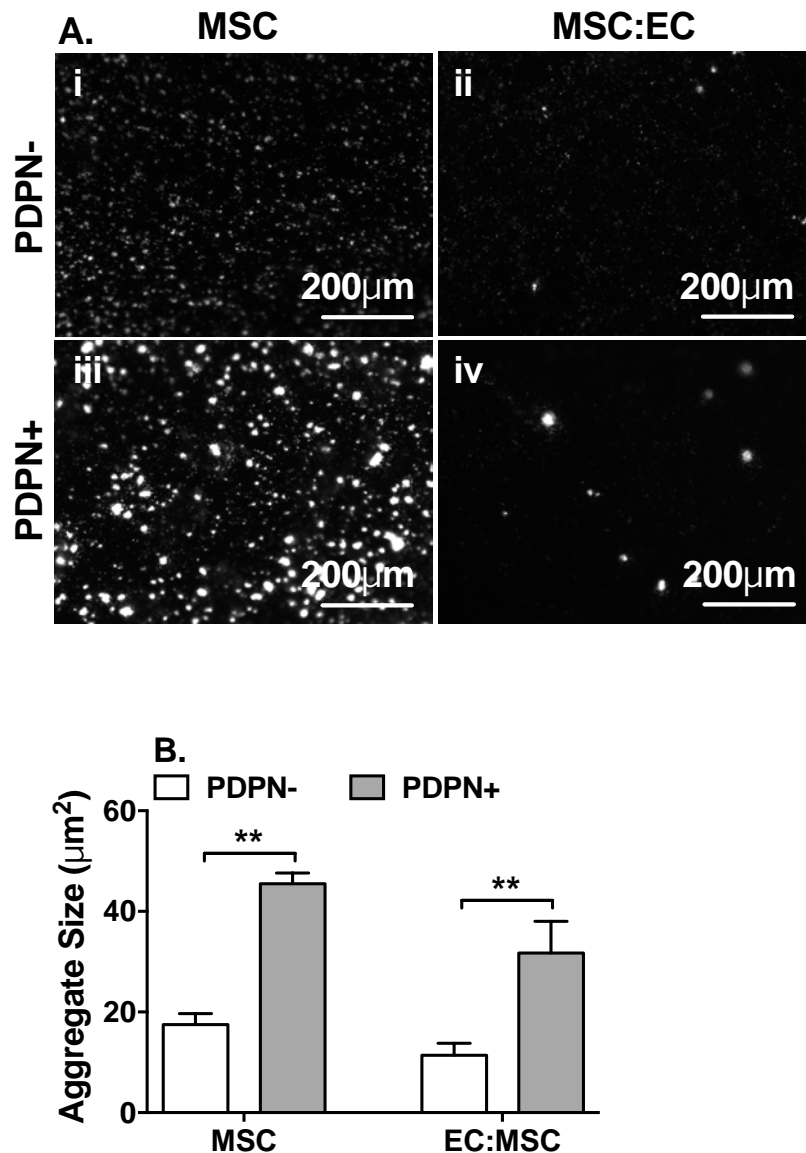 A. MSC MSC:EC
PDPN-
i
200μm
ii
200μm
PDPN+
iii
200μm
iv
200μm
B.
PDPN- PDPN+
Aggregate Size (μm²)
60
40
20
0
**
**
MSC EC:MSC